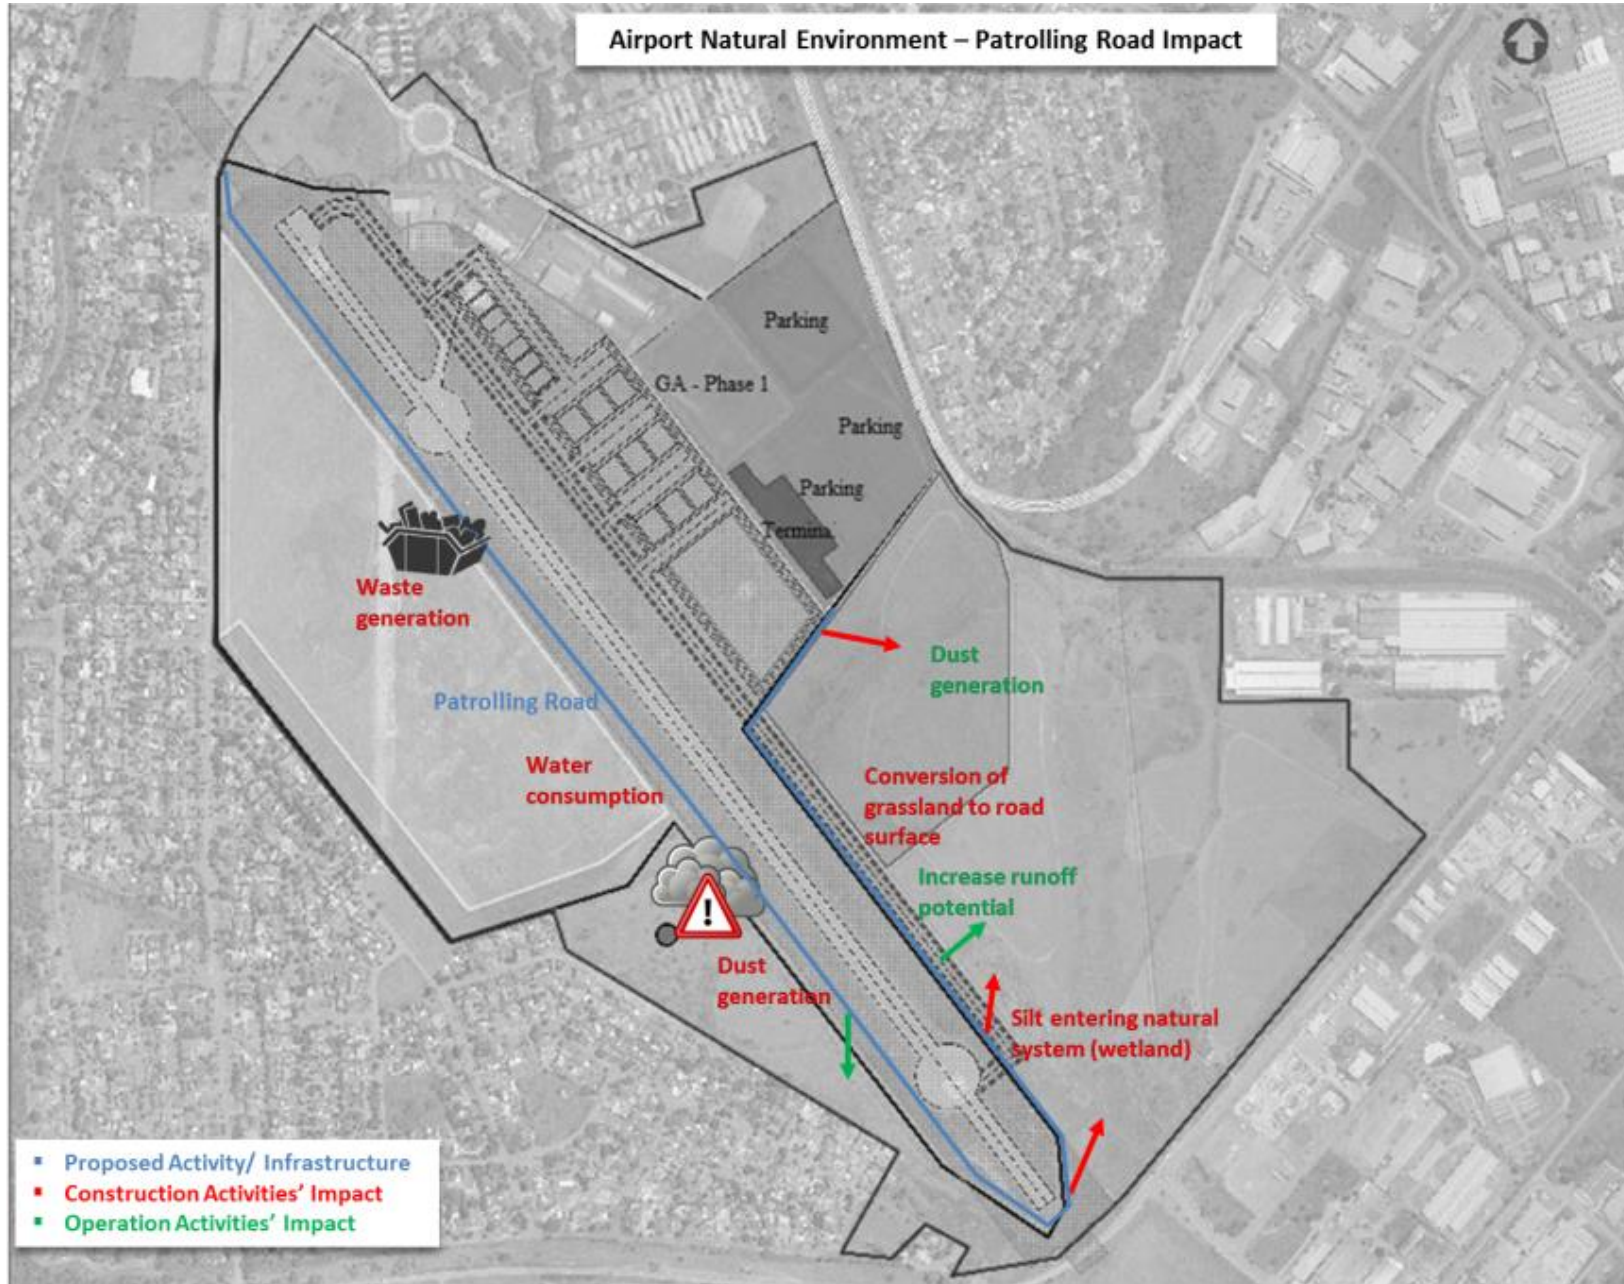 Airport Natural Environment – Patrolling Road Impact
Parking
GA - Phase 1
Parking
Parking
Termina
Waste
generation
Dust
generation
Patrolling Road
Water
consumption
Conversion of
grassland to road
surface
Increase runoff
potential
Dust
generation
Silt entering natural
system (wetland)
Proposed Activity/ Infrastructure
Construction Activities' Impact
Operation Activities' Impact